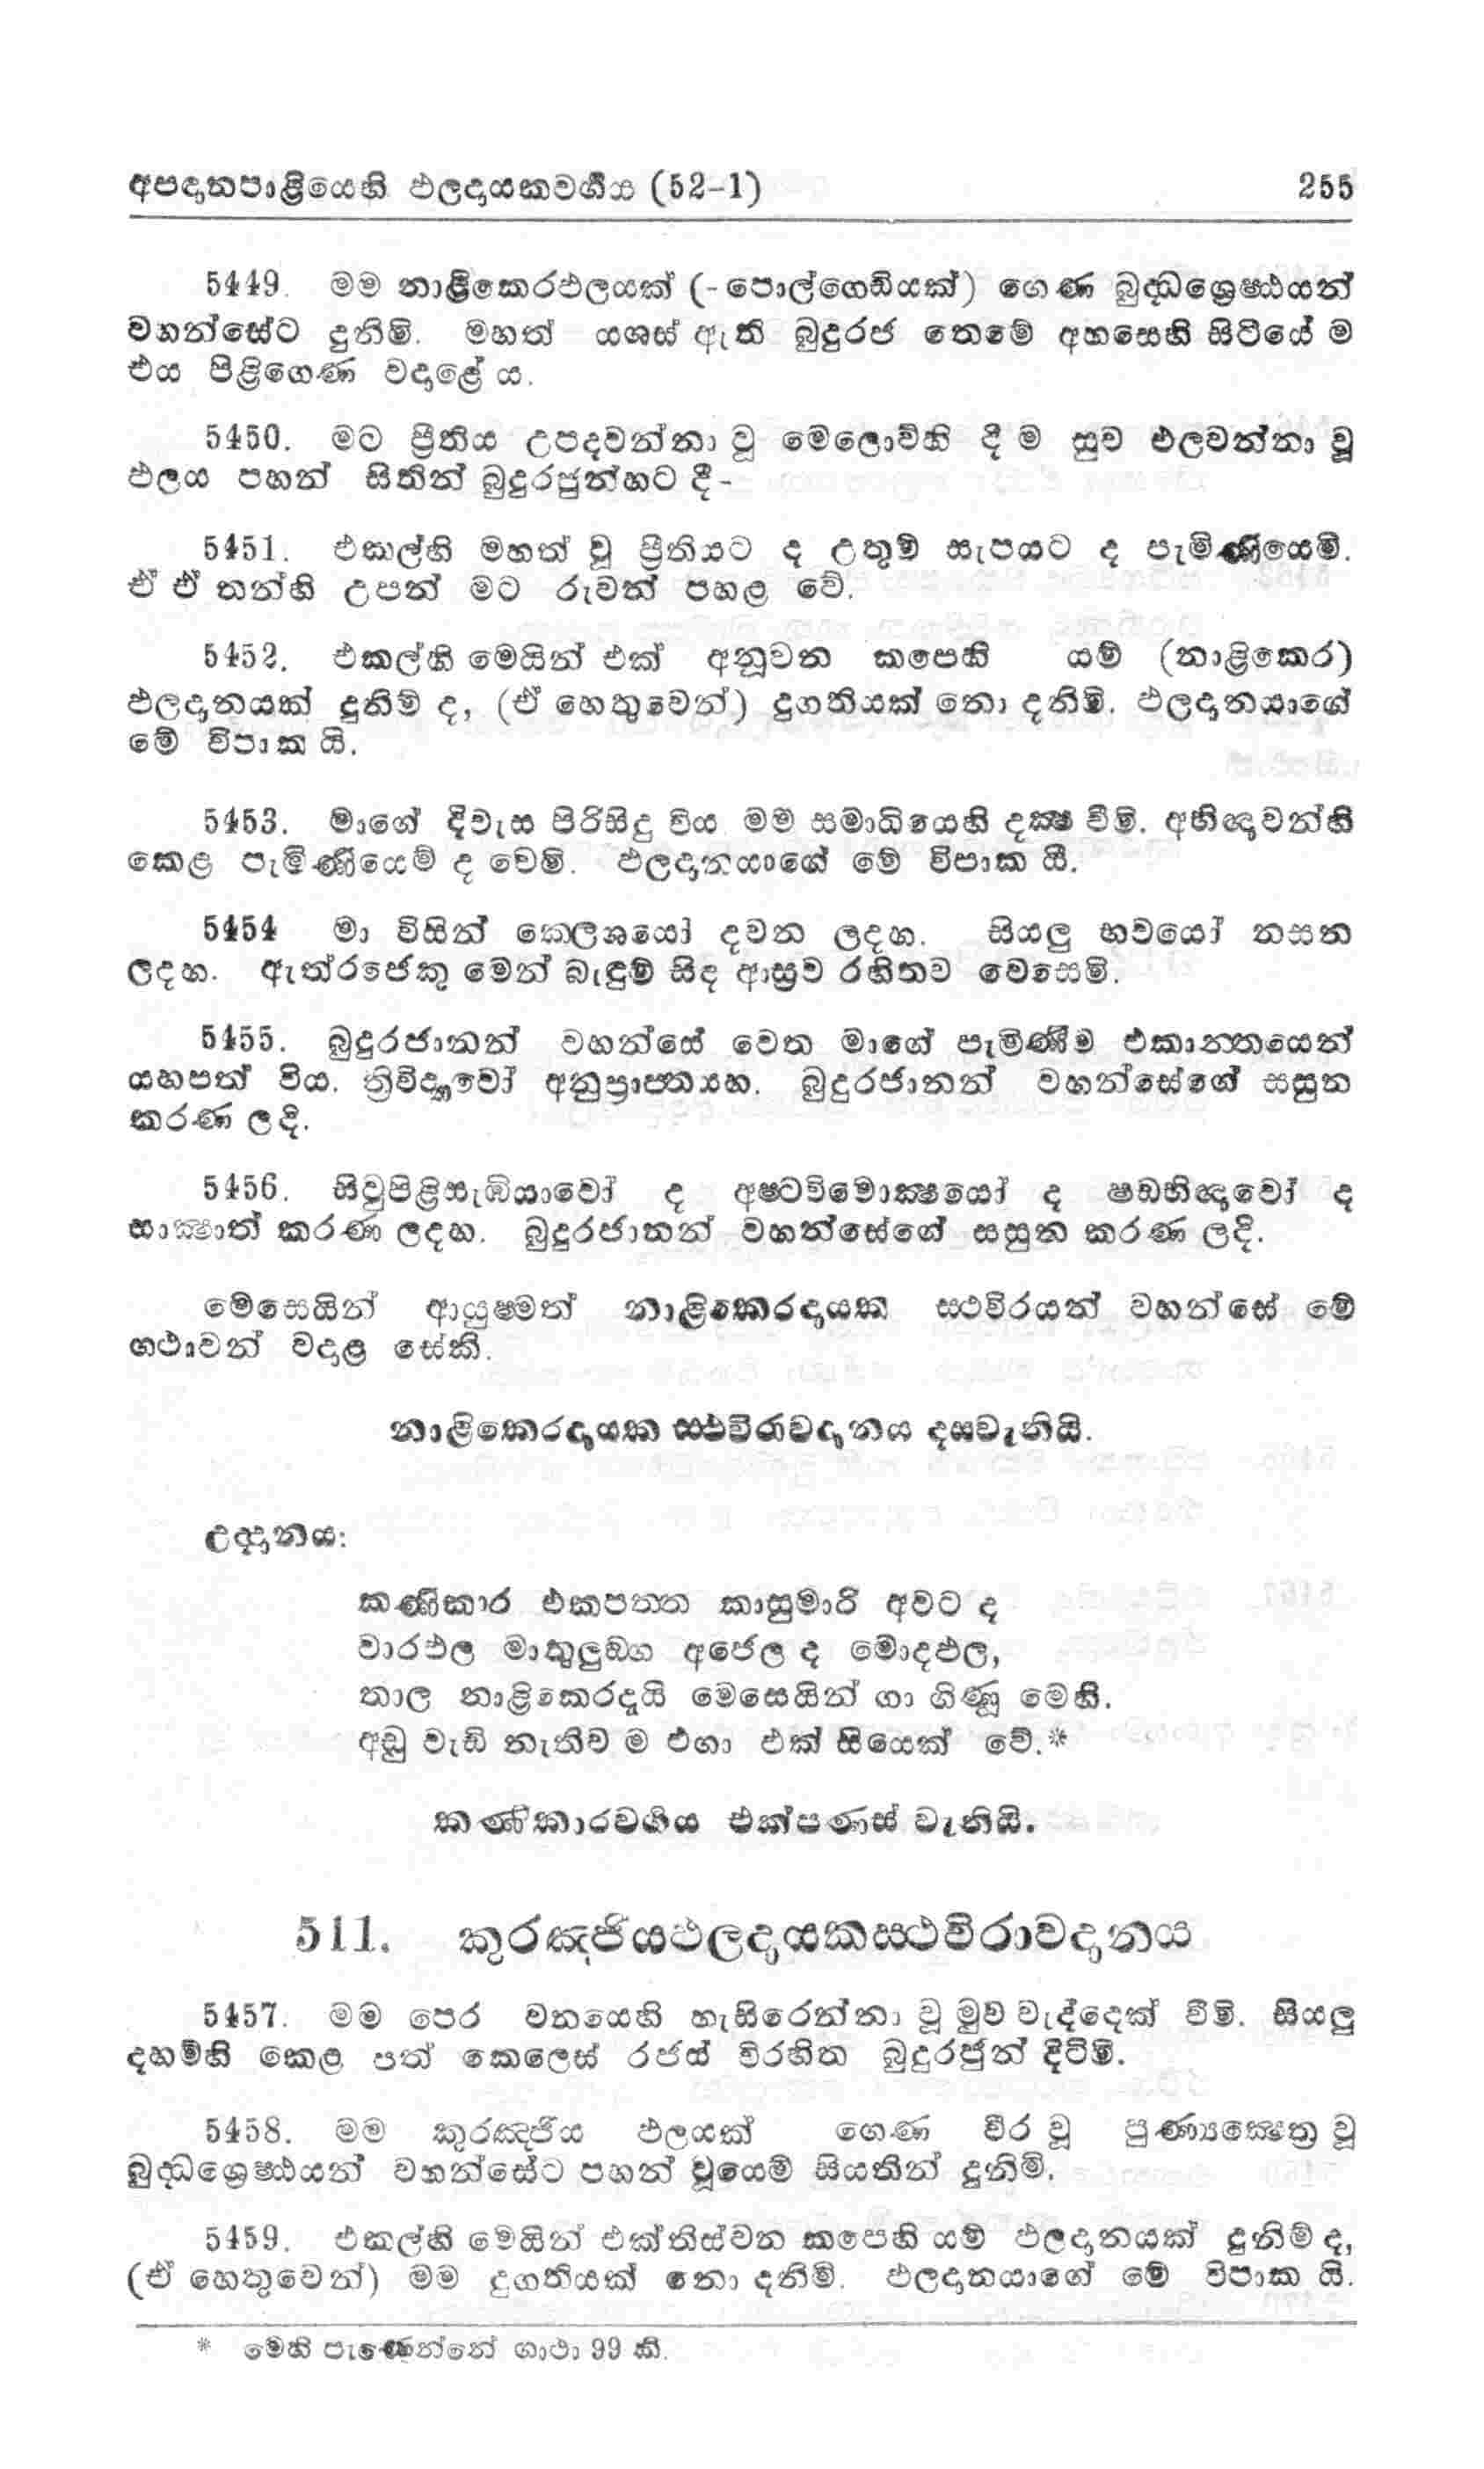 අපදානපාළියෙහි ඵලදායකවර්ගය (52-1) 255
5449. මම නාළිකෙරඵලයක් (-පොල්ගෙඩියක්) ගෙණ බුද්ධශ්‍රෙෂ්ඨයන්
වහන්සේට දුනිමි. මහත් යශස් ඇති බුදුරජ තෙමේ අහසෙහි සිටියේ ම
එය පිළිගෙණ වදාළේ ය.
5450. මට ප්‍රීතිය උපදවන්නා වූ මෙලොව්හි දී ම සුව එලවන්නා වූ
ඵලය පහන් සිතින් බුදුරජුන්හට දී-
5451. එකල්හි මහත් වූ ප්‍රීතියට ද උතුම් සැපයට ද පැමිණියෙමි.
ඒ ඒ තන්හි උපන් මට රුවන් පහළ වේ.
5452. එකල්හි මෙයින් එක් අනූවන කපෙහි යම් (නාළිකෙර)
ඵලදානයක් දුනිම් ද, (ඒ හෙතුවෙන්) දුගතියක් නො දනිමි. ඵලදානයාගේ
මේ විපාක යි.
5453. මාගේ දිවැස පිරිසිදු විය මම සමාධියෙහි දක්ෂ වීමි. අභිඥාවන්හි
කෙළ පැමිණියෙම් ද වෙමි. ඵලදානයාගේ මේ විපාක යි.
5454 මා විසින් කෙලශයෝ දවන ලදහ. සියලු භවයෝ නසන
ලදහ. ඇත්රජෙකු මෙන් බැඳුම් සිඳ ආස්‍රව රහිතව වෙසෙමි.
5455. බුදුරජානන් වහන්සේ වෙත මාගේ පැමිණීම එකාන්තයෙන්
යහපත් විය. ත්‍රිවිද්‍යාවෝ අනුප්‍රාප්තයහ. බුදුරජානන් වහන්සේගේ සසුන
කරණ ලදි.
5456. සිවුපිළිසැඹියාවෝ ද අෂ්ටවිමොක්ෂයෝ ද ෂඩභිඥාවෝ ද
සාක්ෂාත් කරණ ලදහ. බුදුරජානන් වහන්සේගේ සසුන කරණ ලදි.
මෙසෙයින් ආයුෂ්මත් නාළිකෙරදායක ස්ථවිරයන් වහන්සේ මේ
ගථාවන් වදාළ සේකි.
නාළිකෙරදායක ස්ථවිරාවදානය දසවැනියි.
උද්දානය:
කණිකාර එකපත්ත කාසුමාරි අවට ද
වාරඵල මාතුලුඞ්ග අජෙල ද මොදඵල,
තාල නාළිකෙරදැයි මෙසෙයින් ගා ගිණූ මෙහි.
අඩු වැඩි නැතිව ම එගා එක් සියෙක් වේ.*
කණිකාරවර්ගය එක්පණස් වැනියි.
511. කුරඤ්ජියඵලදායකස්ථවිරාවදානය
5457. මම පෙර වනයෙහි හැසිරෙන්නා වූ මුව වැද්දෙක් වීමි. සියලු
දහම්හි කෙළ පත් කෙලෙස් රජස් විරහිත බුදුරජුන් දිටිමි.
5458. මම කුරඤ්ජිය ඵලයක් ගෙණ වීර වූ පුණ්‍යක්ෂෙත්‍ර වූ
බුද්ධශ්‍රෙෂ්ඨයන් වහන්සේට පහන් වූයෙම් සියතින් දුනිමි.
5459. එකල්හි මෙයින් එක්තිස්වන කපෙහි යම් ඵලදානයක් දුනිම් ද,
(ඒ හෙතුවෙන්) මම දුගතියක් නො දනිමි. ඵලදානයාගේ මේ විපාක යි.
* මෙහි පැණෙන්නේ ගාථා 99 කි.